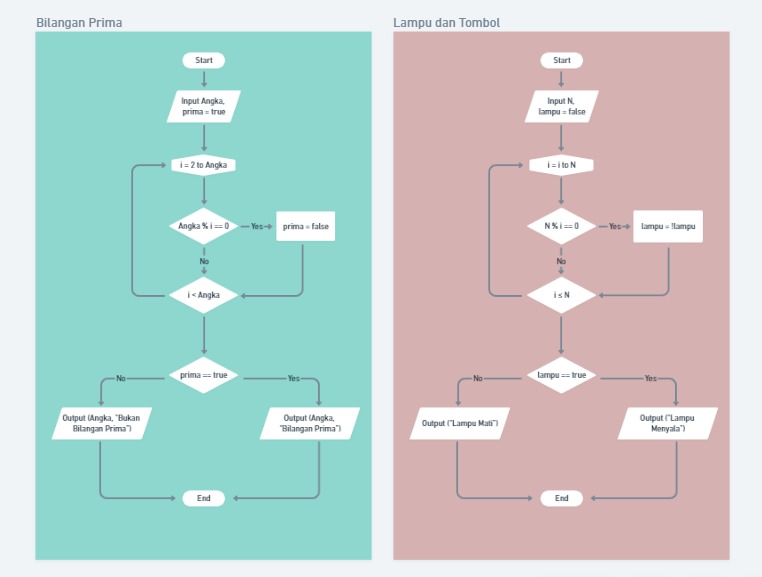 Bilangan Prima
Start
Input Angka,
prima = true
i = 2 to Angka
Angka % i == 0
Yes
prima = false
No
i < Angka
prima == true
No
Yes
Output (Angka, "Bukan
Bilangan Prima")
Output (Angka,
"Bilangan Prima")
End
Lampu dan Tombol
Start
Input N,
lampu = false
i = i to N
N % i == 0
Yes
lampu = !lampu
No
i ≤ N
lampu == true
No
Yes
Output ("Lampu Mati")
Output ("Lampu
Menyala")
End